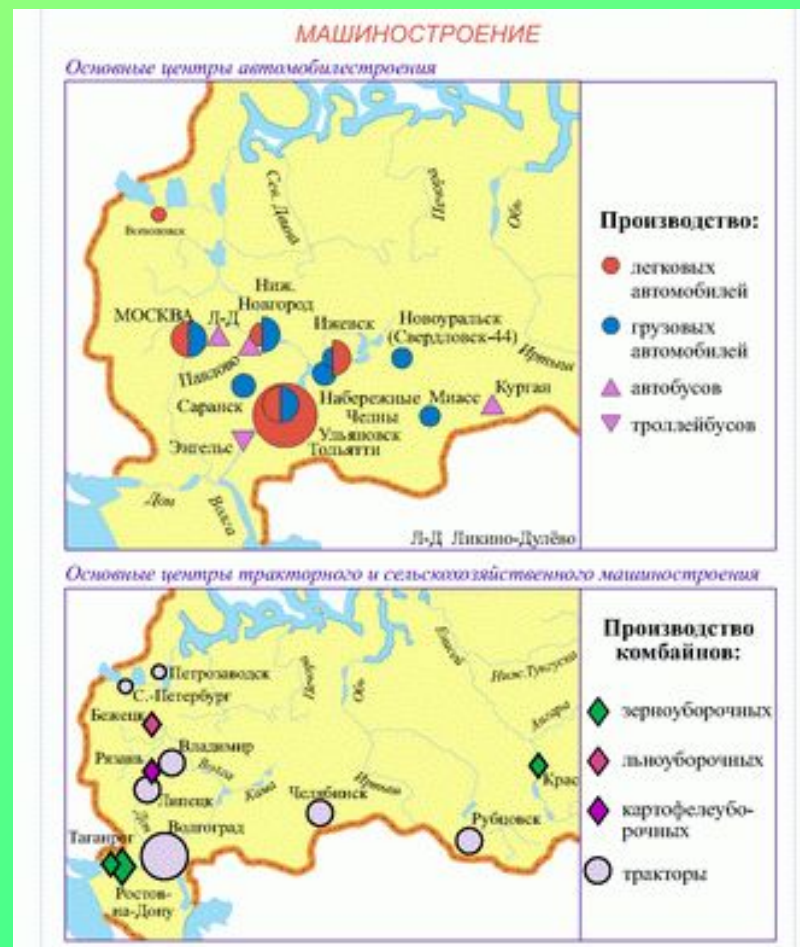 МАШИНОСТРОЕНИЕ
Основные центры автомобилестроения
Сев. Двина
Печора
Обь
Ниж.
Новгород
МОСКВА
Л-Д
Ижевск
Новоуральск
(Свердловск-44)
Иртыш
Павлово
Саранск
Набережные
Челны
Миасс
Курган
Ульяновск
Тольятти
Энгельс
Дон
Волга
Л-Д Ликино-Дулёво
Производство:
легковых
автомобилей
грузовых
автомобилей
автобусов
троллейбусов
Основные центры тракторного и сельскохозяйственного машиностроения
Петрозаводск
С.-Петербург
Бежецк
Печора
Обь
Енисей
Ниж.Тунгуска
Ангара
Рязань
Владимир
Волга
Кама
Липецк
Челябинск
Иртыш
Крас
Рубцовск
Дон
Волгоград
Таганрог
Ростов-
на-Дону
Производство
комбайнов:
зерноуборочных
льноуборочных
картофелеубо-
рочных
тракторы